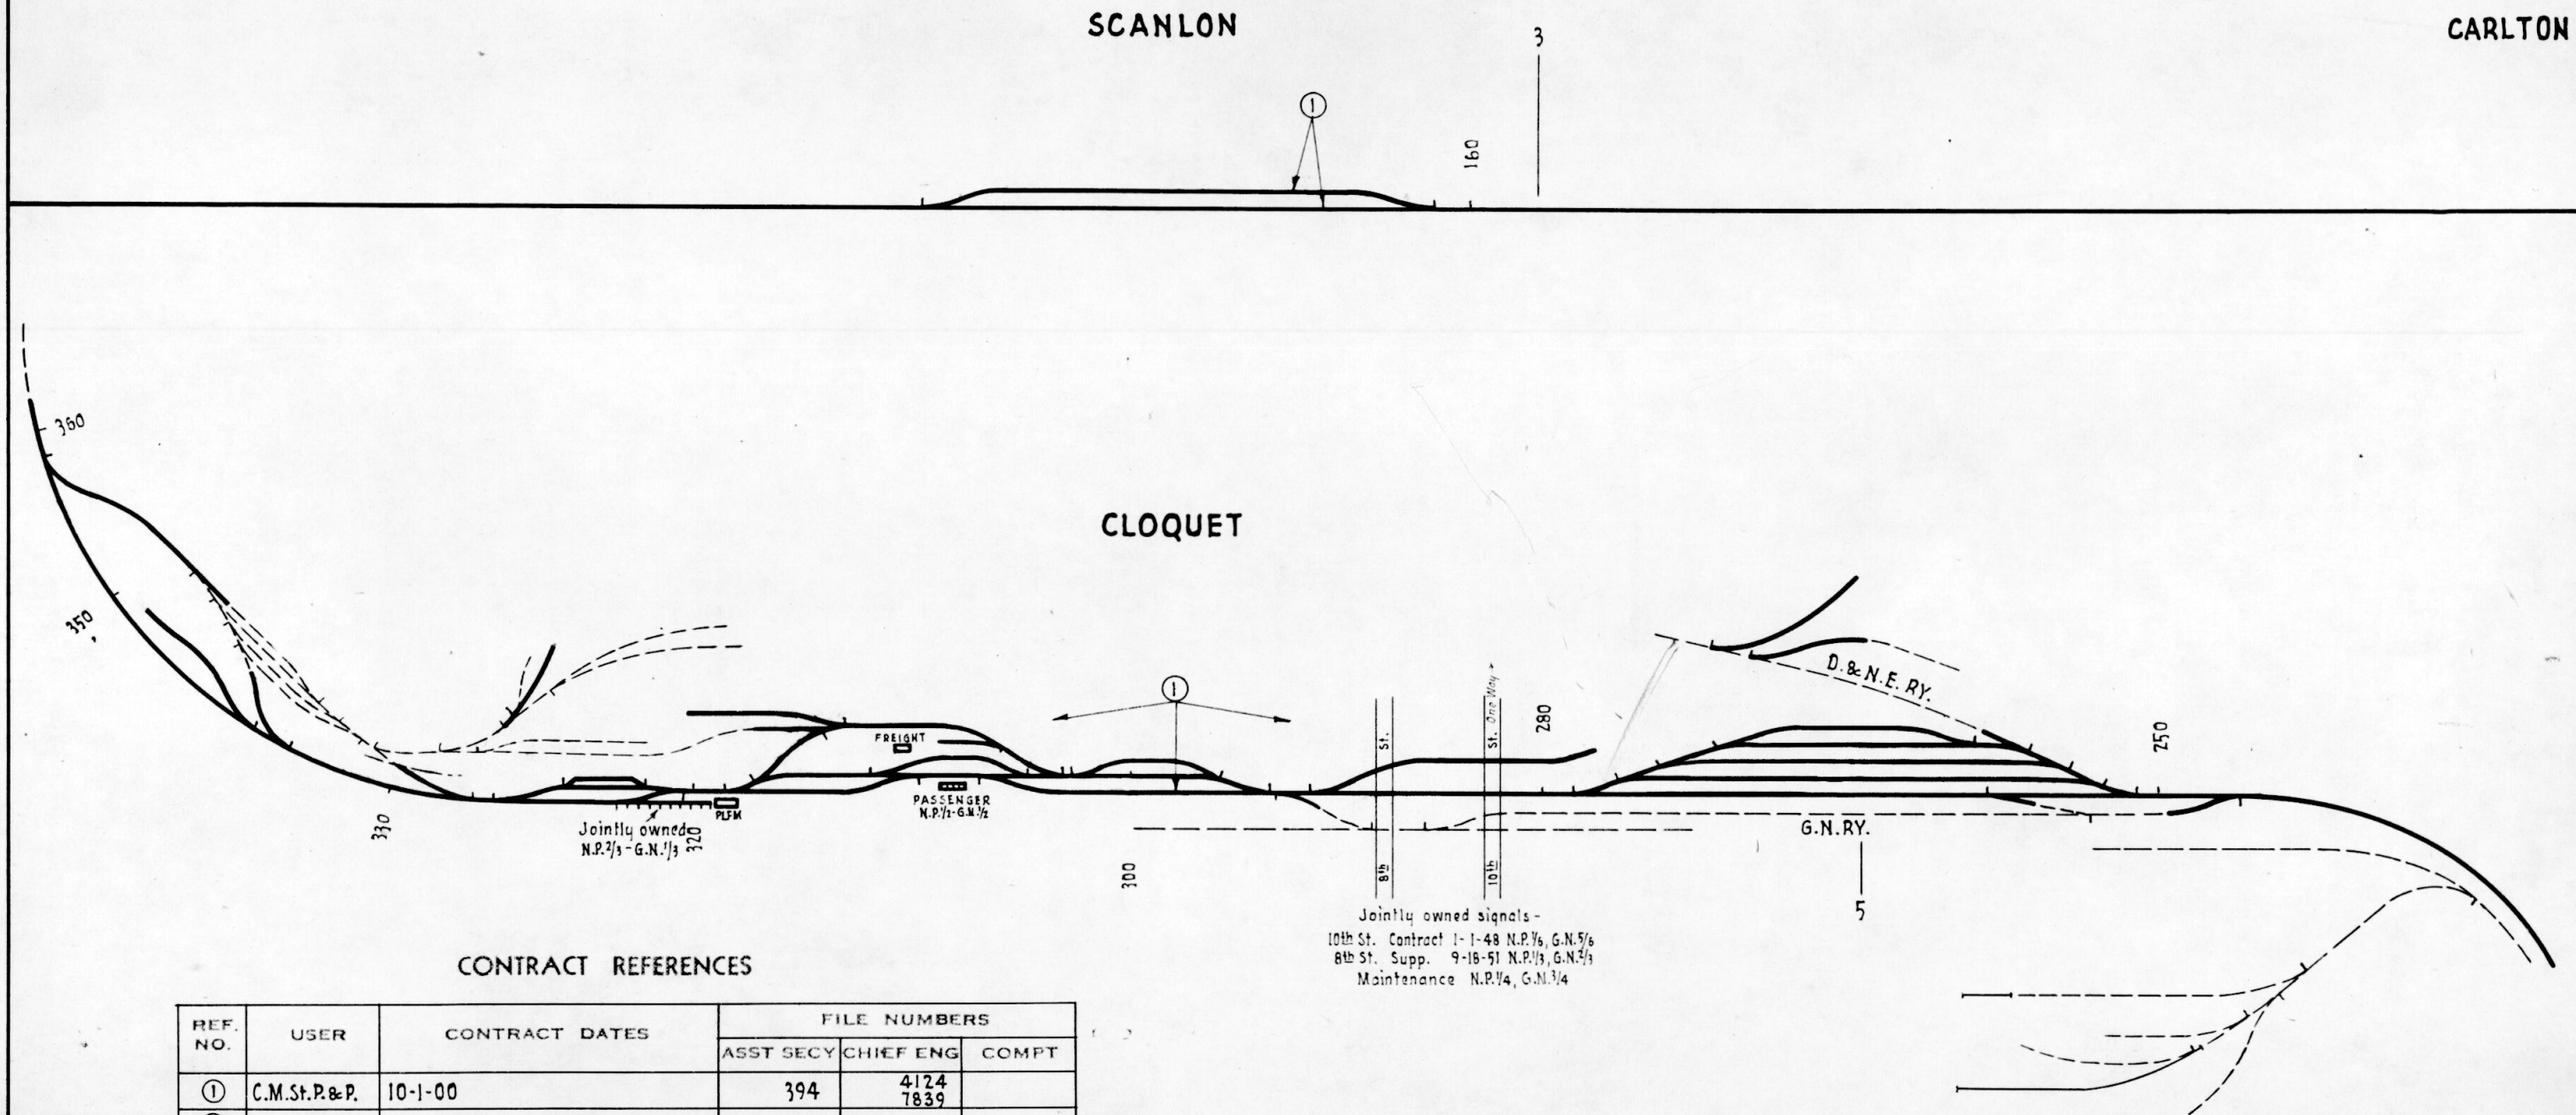 SCANLON
CARLTON
3
1
160
360
CLOQUET
350
D. & N. E. RY.
1
St.
St. One Way
280
250
FREIGHT
PASSENGER
N.P. 1/2 - G.N. 1/2
PLFM
330
Jointly owned
N.P. 2/3 - G.N. 1/3
320
G.N. RY.
300
8th
10th
5
Jointly owned signals -
10th St. Contract 1-1-48 N.P. 1/6, G.N. 5/6
8th St. Supp. 9-18-51 N.P. 1/3, G.N. 2/3
Maintenance N.P. 1/4, G.N. 3/4
CONTRACT REFERENCES
REF. NO. USER CONTRACT DATES FILE NUMBERS
ASST SECY CHIEF ENG COMPT
1 C.M.St.P. & P. 10-1-00 394 4124
7839